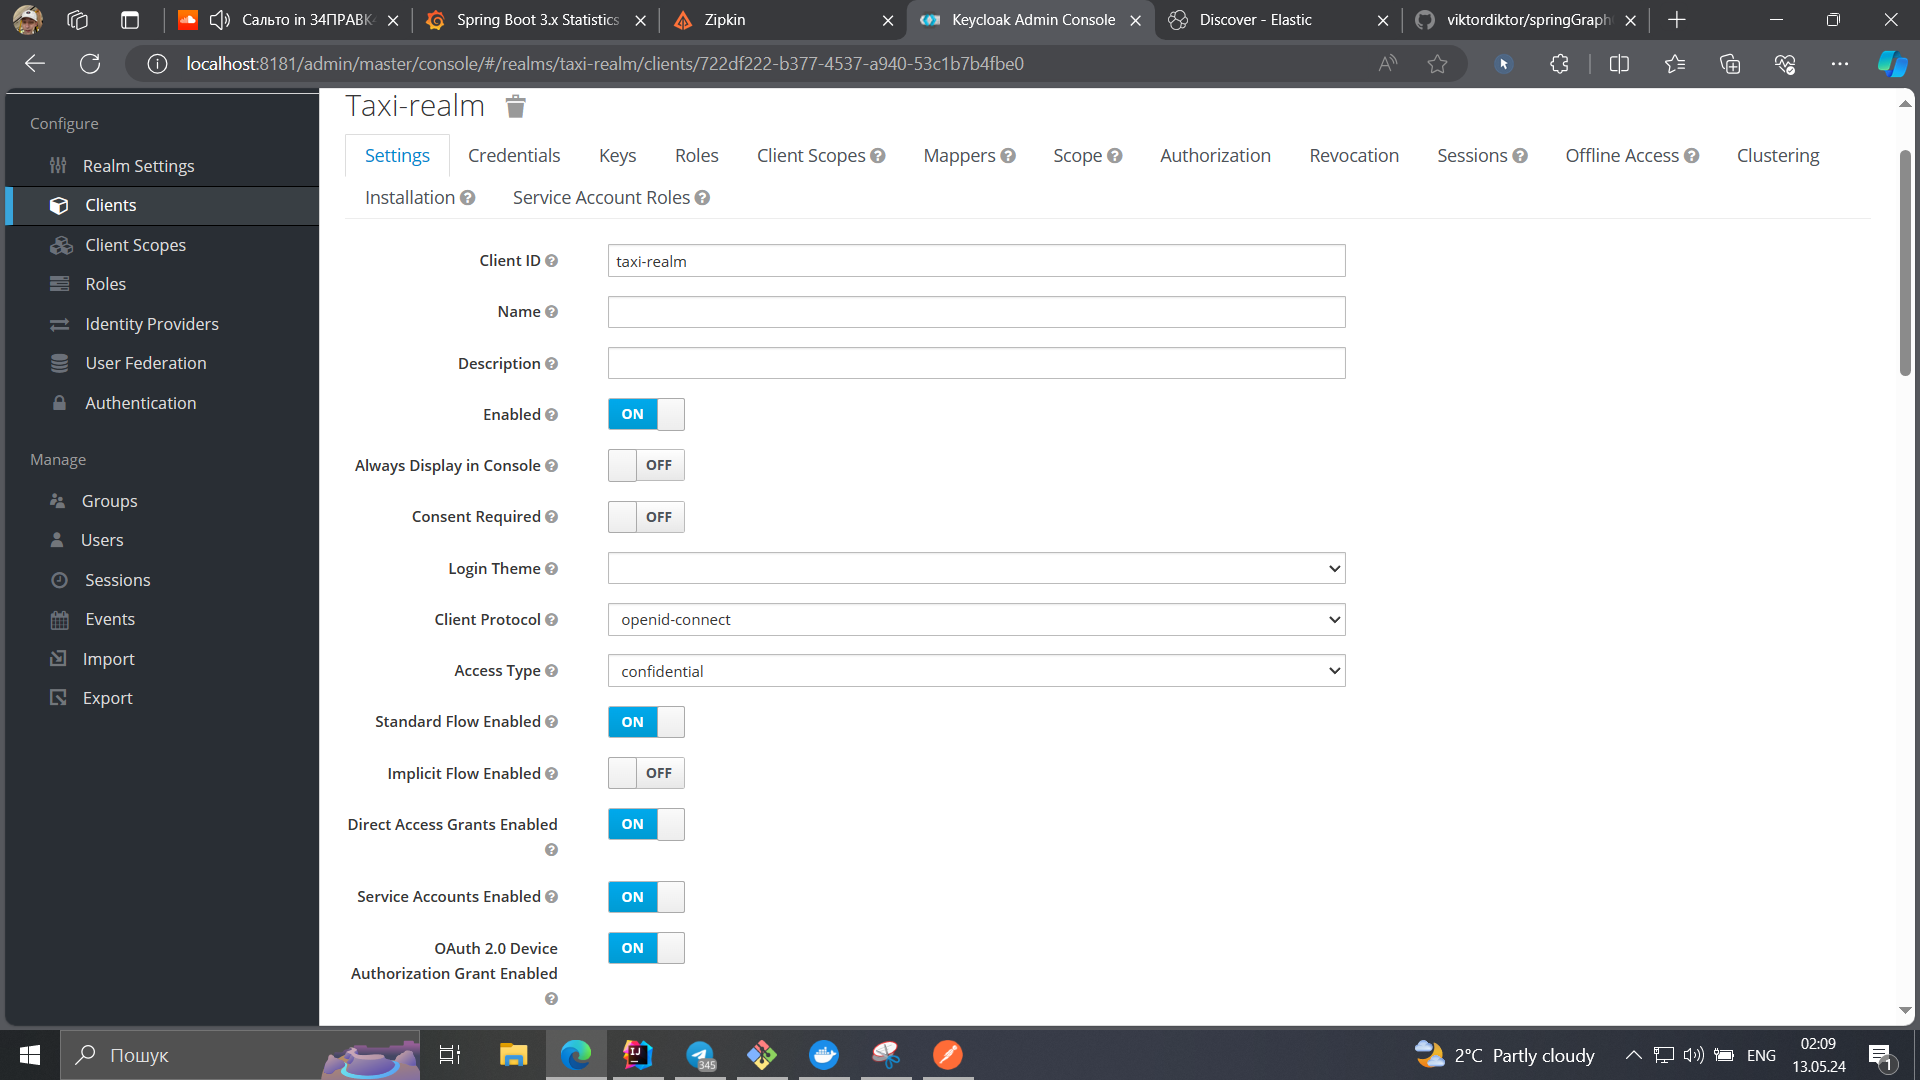 Сальто in 34ПРАВК
Spring Boot 3.x Statistics
Zipkin
Keycloak Admin Console
Discover - Elastic
viktordiktor/springGraph
localhost:8181/admin/master/console/#/realms/taxi-realm/clients/722df222-b377-4537-a940-53c1b7b4fbe0
Configure
Realm Settings
Clients
Client Scopes
Roles
Identity Providers
User Federation
Authentication
Manage
Groups
Users
Sessions
Events
Import
Export
Taxi-realm
Settings Credentials Keys Roles Client Scopes Mappers Scope Authorization Revocation Sessions Offline Access Clustering
Installation Service Account Roles
Client ID taxi-realm
Name
Description
Enabled ON
Always Display in Console OFF
Consent Required OFF
Login Theme
Client Protocol openid-connect
Access Type confidential
Standard Flow Enabled ON
Implicit Flow Enabled OFF
Direct Access Grants Enabled ON
Service Accounts Enabled ON
OAuth 2.0 Device ON
Authorization Grant Enabled
Пошук
345
2°C Partly cloudy
ENG
02:09
13.05.24
1